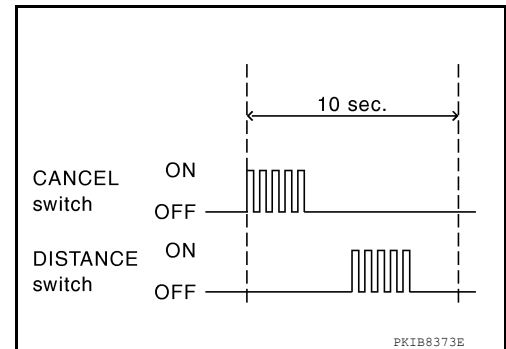 10 sec.
CANCEL
switch
ON
OFF
DISTANCE
switch
ON
OFF
PKIB8373E